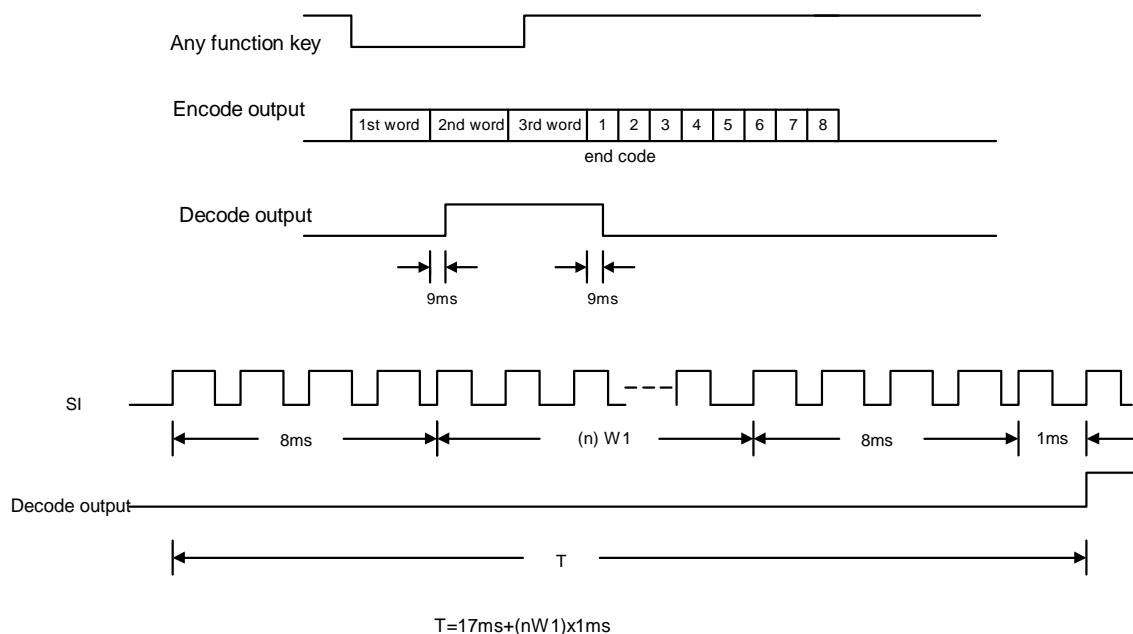 Any function key
Encode output
1st word 2nd word 3rd word 1 2 3 4 5 6 7 8
end code
Decode output
9ms 9ms
SI
8ms (n) W1 8ms 1ms
Decode output
T
T=17ms+(nW1)x1ms